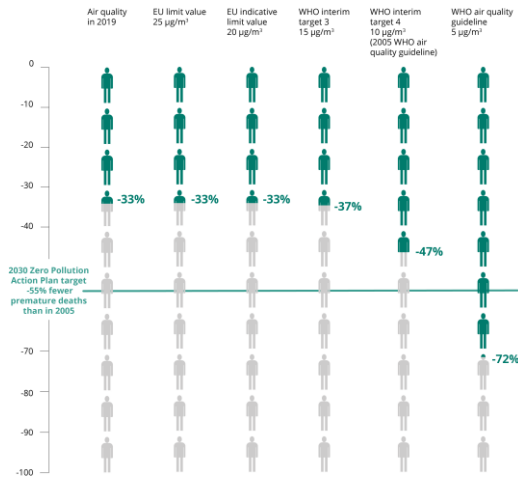 Air quality
in 2019
EU limit value
25 µg/m³
EU indicative
limit value
20 µg/m³
WHO interim
target 3
15 µg/m³
WHO interim
target 4
10 µg/m³
(2005 WHO air
quality guideline)
WHO air quality
guideline
5 µg/m³
0
-10
-20
-30
-33%
-33%
-33%
-37%
-40
-47%
2030 Zero Pollution
Action Plan target
-55% fewer
premature deaths
than in 2005
-70
-72%
-80
-90
-100